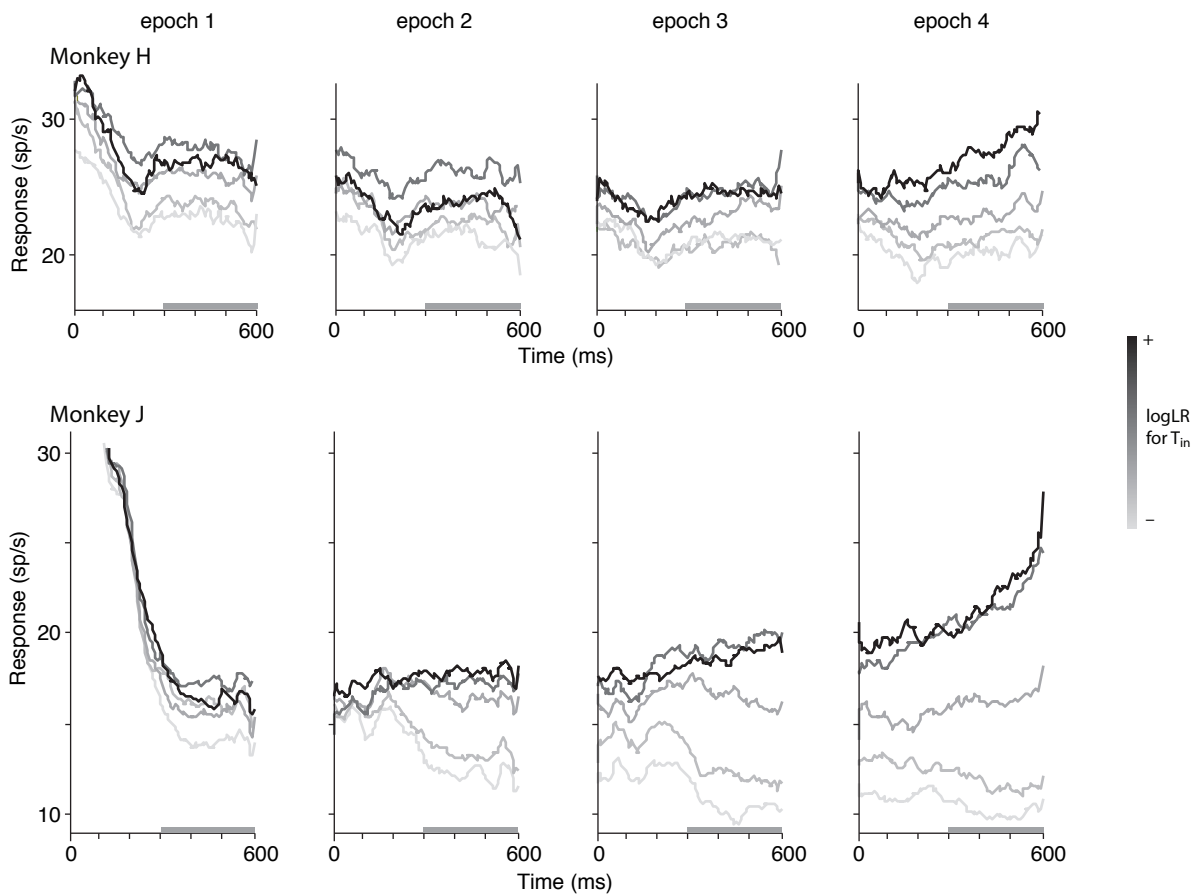 epoch 1 epoch 2 epoch 3 epoch 4
Monkey H
Response (sp/s)
30
20
0 600 0 600 0 600 0 600
Time (ms)
+
logLR
for Tin
–
Monkey J
Response (sp/s)
30
20
10
0 600 0 600 0 600 0 600
Time (ms)